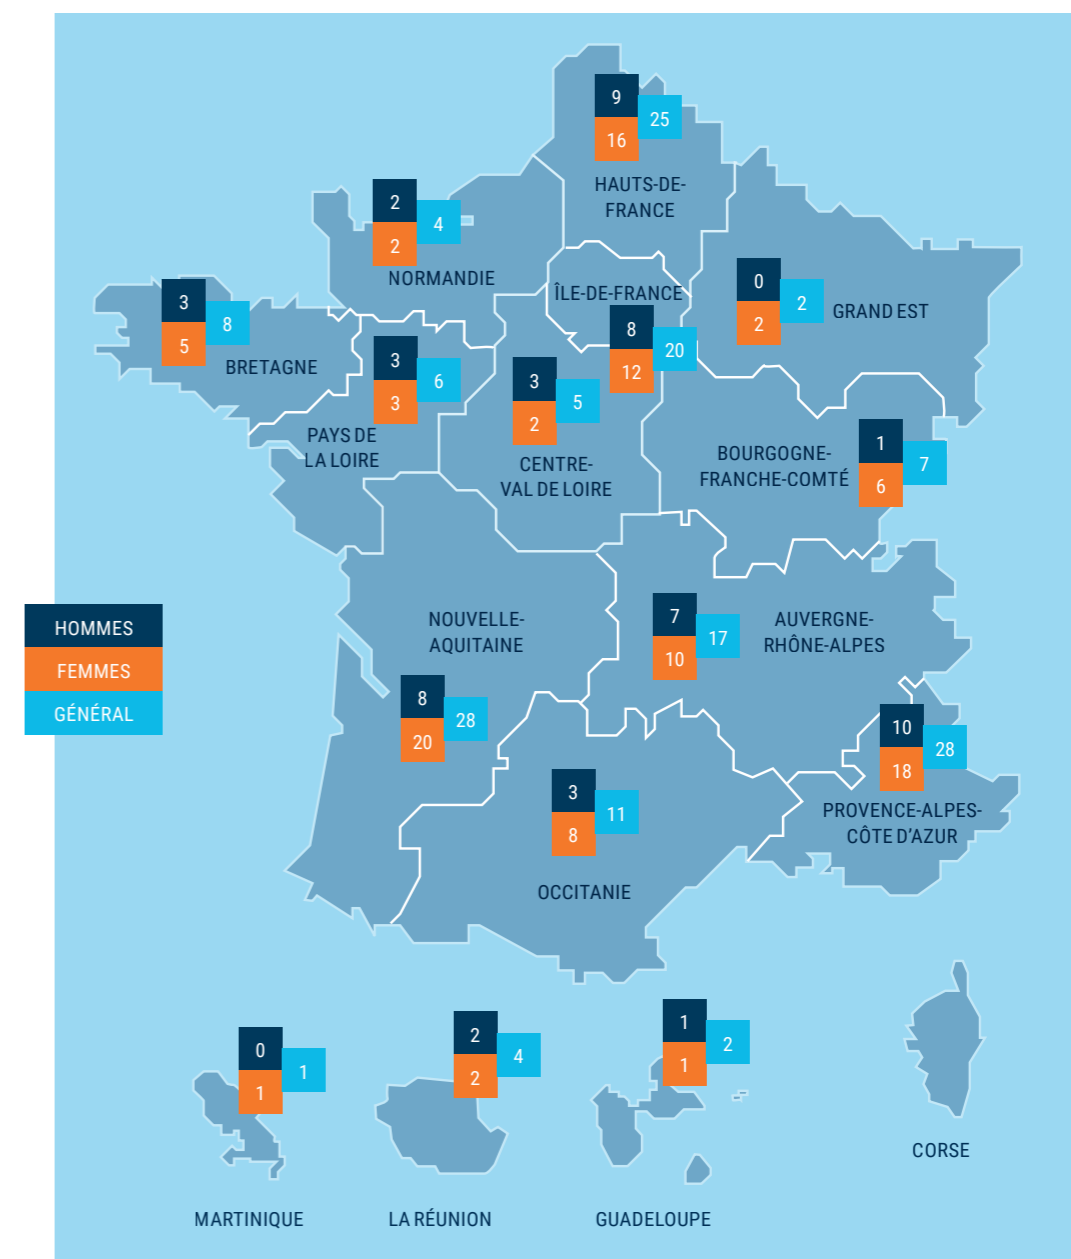 9
25
16
HAUTS-DE-
FRANCE
2
4
2
NORMANDIE
ÎLE-DE-FRANCE
8
20
12
0
2
2
GRAND EST
3
8
5
BRETAGNE
3
6
3
PAYS DE
LA LOIRE
3
5
2
CENTRE-
VAL DE LOIRE
1
7
6
BOURGOGNE-
FRANCHE-COMTÉ
HOMMES
FEMMES
GÉNÉRAL
NOUVELLE-
AQUITAINE
8
28
20
7
17
10
AUVERGNE-
RHÔNE-ALPES
10
28
18
PROVENCE-ALPES-
CÔTE D'AZUR
3
11
8
OCCITANIE
0
1
1
MARTINIQUE
2
4
2
LA RÉUNION
1
2
1
GUADELOUPE
CORSE